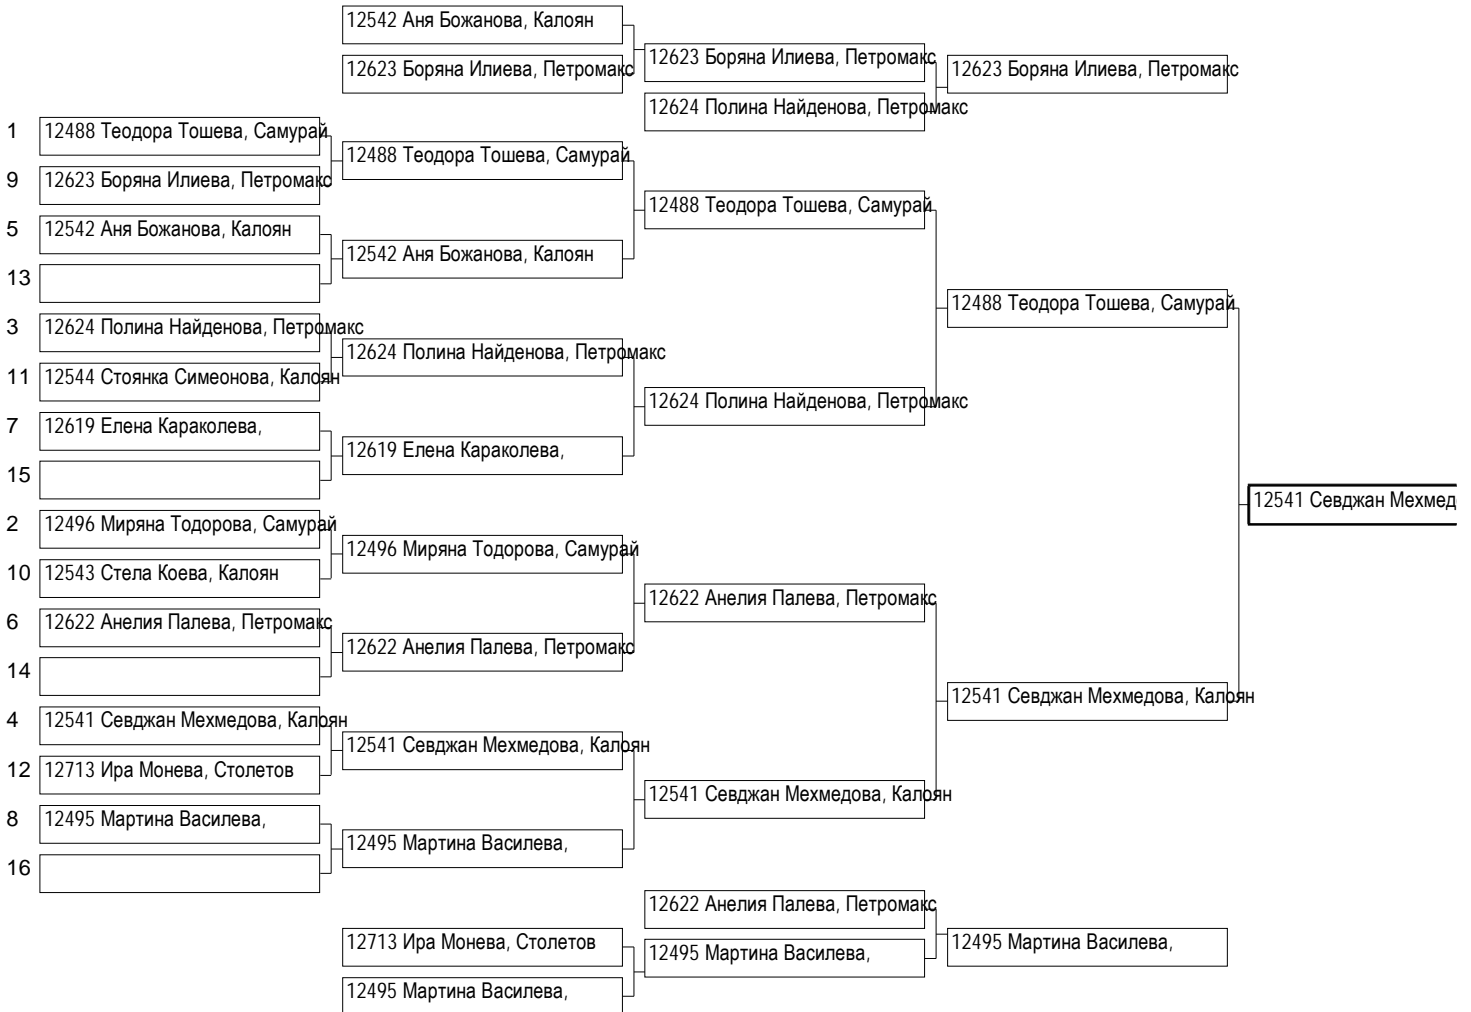 12542 Аня Божанова, Калоян
12623 Боряна Илиева, Петромакс
12623 Боряна Илиева, Петромакс
12623 Боряна Илиева, Петромакс
12624 Полина Найденова, Петромакс
1 12488 Теодора Тошева, Самурай
12488 Теодора Тошева, Самурай
9 12623 Боряна Илиева, Петромакс
12488 Теодора Тошева, Самурай
5 12542 Аня Божанова, Калоян
12542 Аня Божанова, Калоян
13
12488 Теодора Тошева, Самурай
3 12624 Полина Найденова, Петромакс
12624 Полина Найденова, Петромакс
11 12544 Стоянка Симеонова, Калоян
12624 Полина Найденова, Петромакс
7 12619 Елена Караколева,
12619 Елена Караколева,
15
12541 Севджан Мехмед
2 12496 Миряна Тодорова, Самурай
12496 Миряна Тодорова, Самурай
10 12543 Стела Коева, Калоян
12622 Анелия Палева, Петромакс
6 12622 Анелия Палева, Петромакс
12622 Анелия Палева, Петромакс
14
12541 Севджан Мехмедова, Калоян
4 12541 Севджан Мехмедова, Калоян
12541 Севджан Мехмедова, Калоян
12 12713 Ира Монева, Столетов
12541 Севджан Мехмедова, Калоян
8 12495 Мартина Василева,
12495 Мартина Василева,
16
12622 Анелия Палева, Петромакс
12713 Ира Монева, Столетов
12495 Мартина Василева,
12495 Мартина Василева,
12495 Мартина Василева,